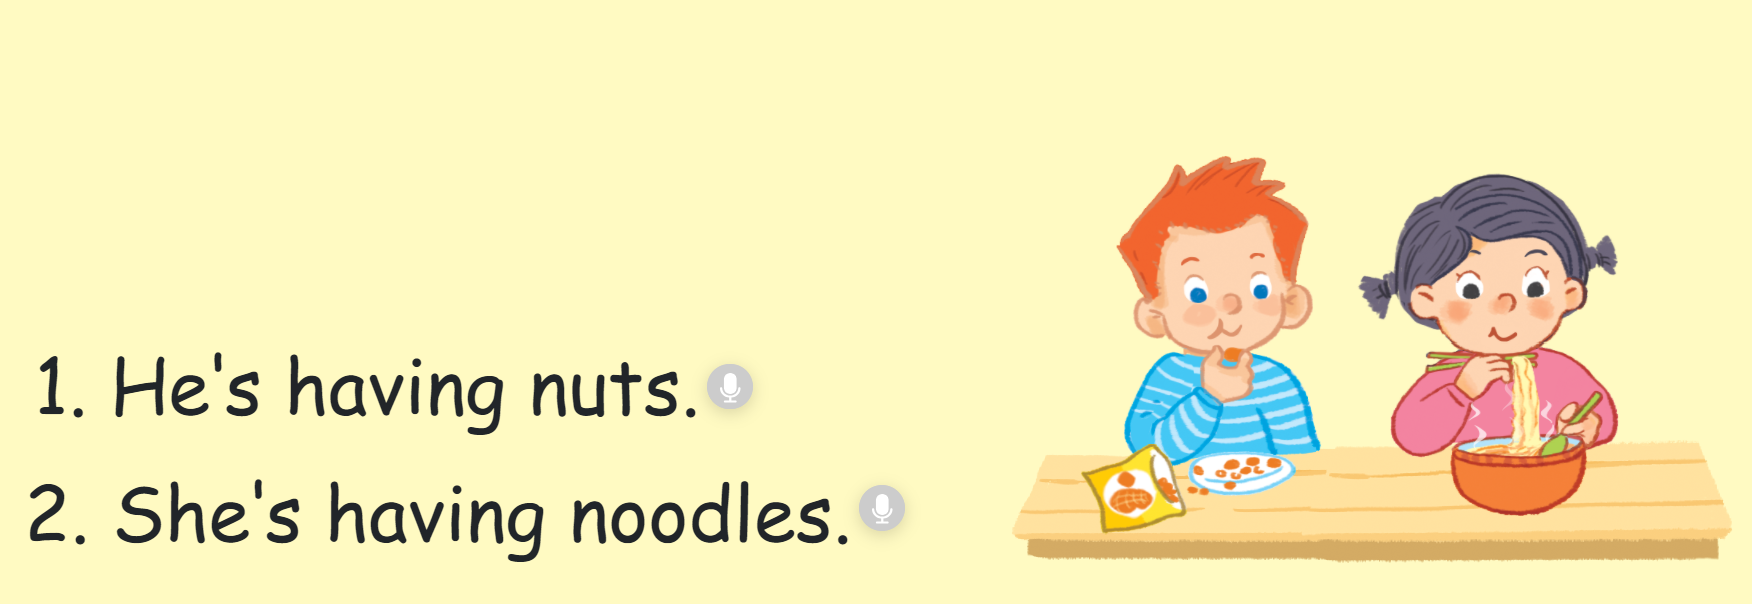 1. He's having nuts.
2. She's having noodles.